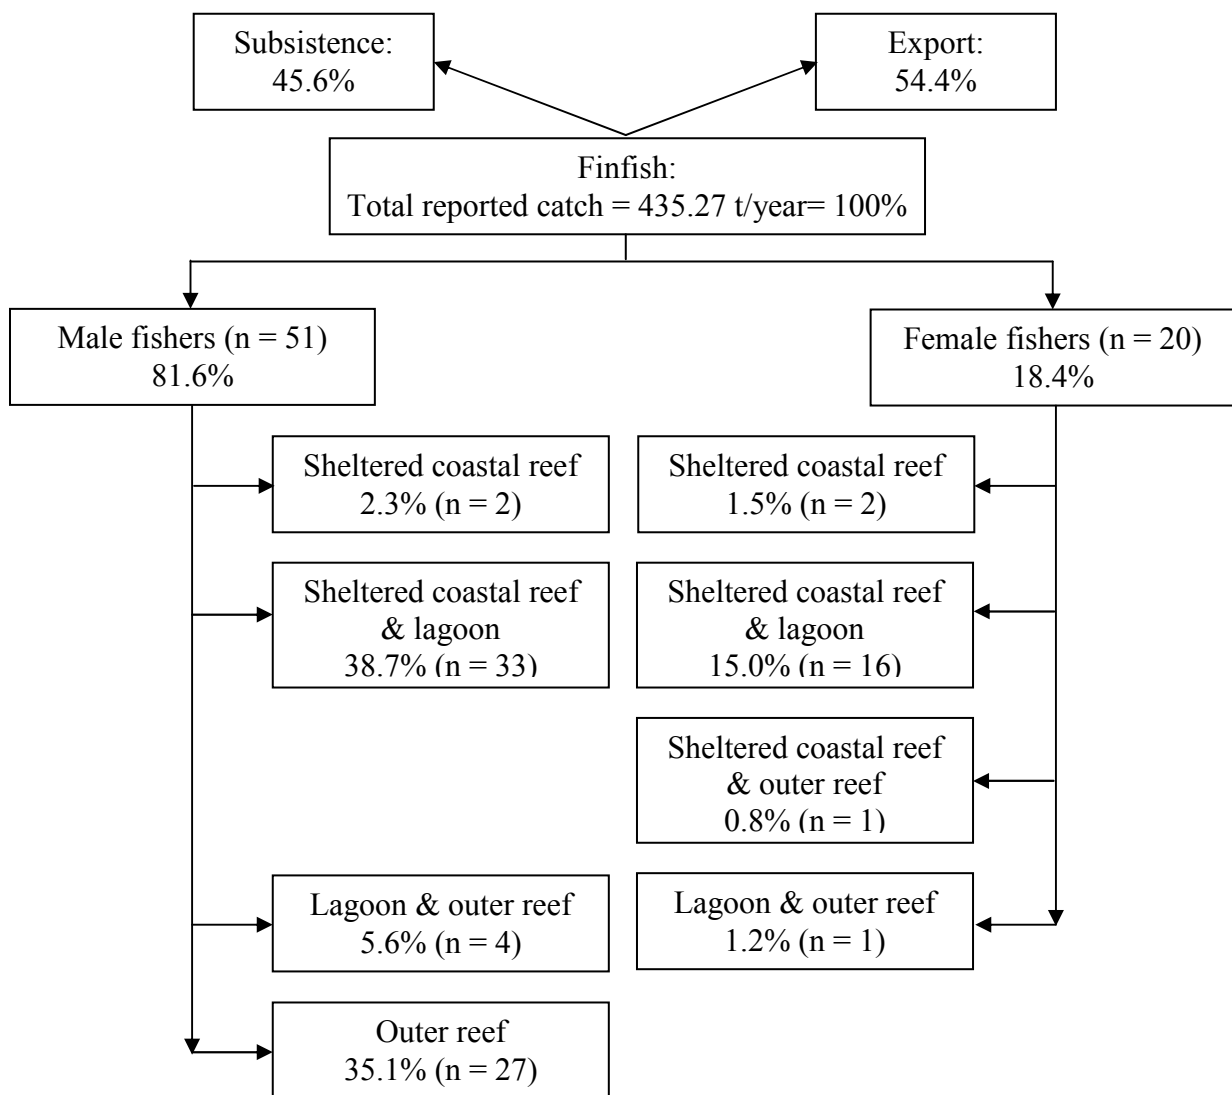 Subsistence:
45.6%
Export:
54.4%
Finfish:
Total reported catch = 435.27 t/year= 100%
Male fishers (n = 51)
81.6%
Female fishers (n = 20)
18.4%
Sheltered coastal reef
2.3% (n = 2)
Sheltered coastal reef
1.5% (n = 2)
Sheltered coastal reef
& lagoon
38.7% (n = 33)
Sheltered coastal reef
& lagoon
15.0% (n = 16)
Sheltered coastal reef
& outer reef
0.8% (n = 1)
Lagoon & outer reef
5.6% (n = 4)
Lagoon & outer reef
1.2% (n = 1)
Outer reef
35.1% (n = 27)